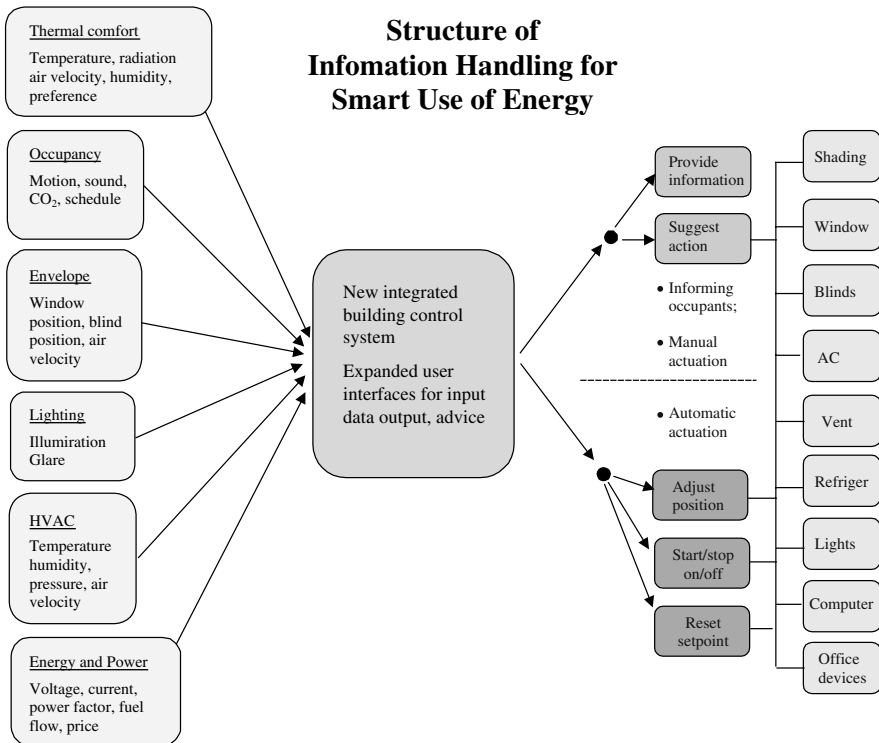 Structure of
Infomation Handling for
Smart Use of Energy
Thermal comfort
Temperature, radiation
air velocity, humidity,
preference
Occupancy
Motion, sound,
CO₂, schedule
Envelope
Window
position, blind
position, air
velocity
Lighting
Illumiration
Glare
HVAC
Temperature
humidity,
pressure, air
velocity
Energy and Power
Voltage, current,
power factor, fuel
flow, price
New integrated
building control
system
Expanded user
interfaces for input
data output, advice
Provide
information
Suggest
action
• Informing
occupants;
• Manual
actuation
• Automatic
actuation
Adjust
position
Start/stop
on/off
Reset
setpoint
Shading
Window
Blinds
AC
Vent
Refriger
Lights
Computer
Office
devices